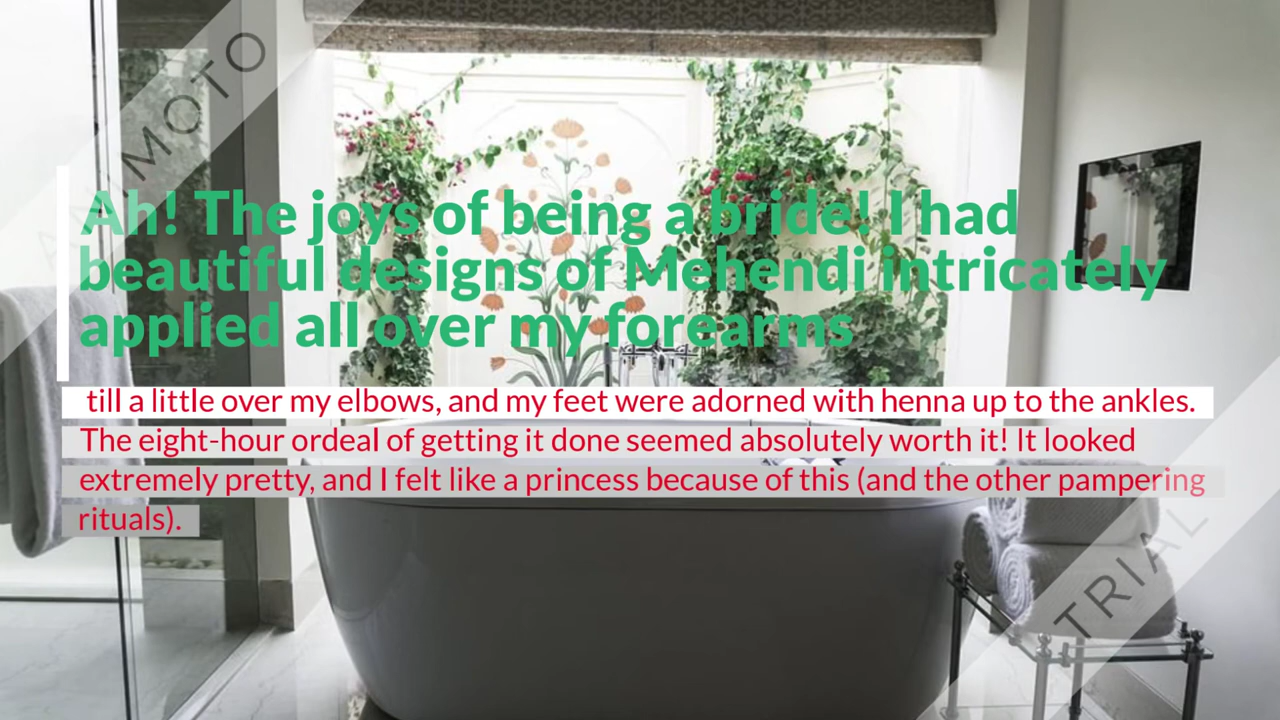 ANIMOTO
Ah! The joys of being a bride! I had
beautiful designs of Mehendi intricately
applied all over my forearms
till a little over my elbows, and my feet were adorned with henna up to the ankles.
The eight-hour ordeal of getting it done seemed absolutely worth it! It looked
extremely pretty, and I felt like a princess because of this (and the other pampering
rituals).
TRIAL